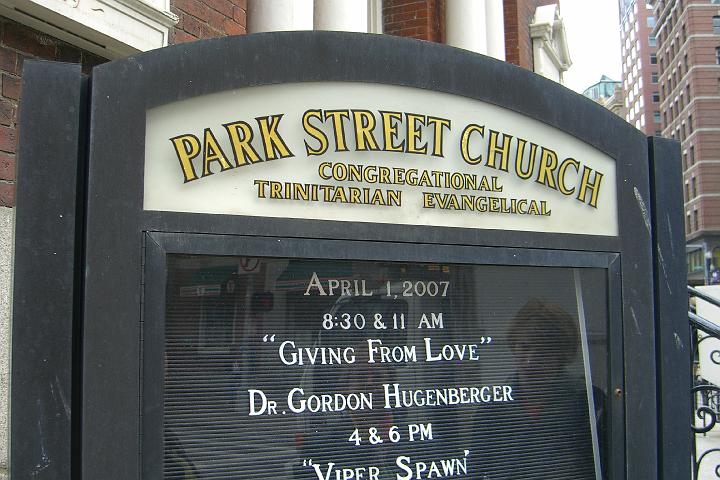 PARK STREET CHURCH
CONGREGATIONAL
TRINITARIAN EVANGELICAL
APRIL 1, 2007
8:30 & 11 AM
"GIVING FROM LOVE"
DR. GORDON HUGENBERGER
4 & 6 PM
"VIPER SPAWN"